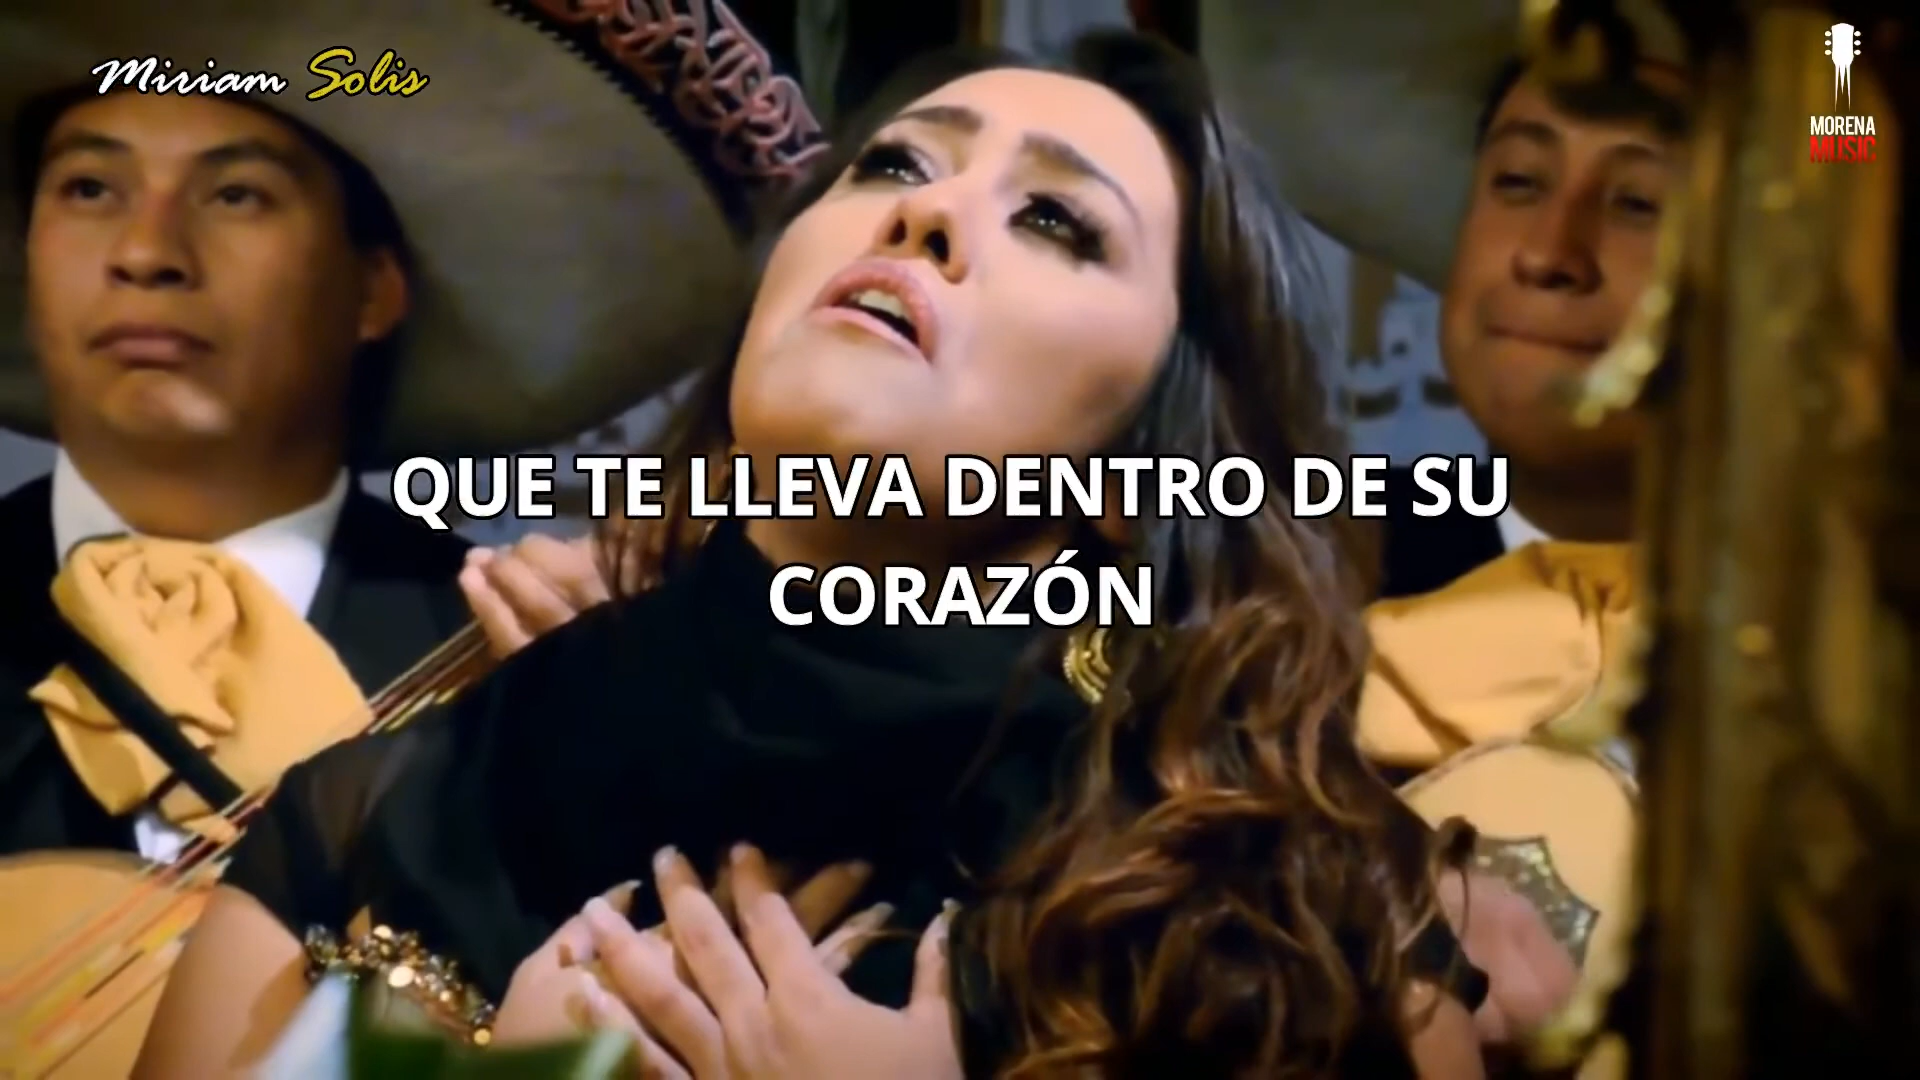 Miriam Solis
MORENA
MUSIC
QUE TE LLEVA DENTRO DE SU
CORAZÓN